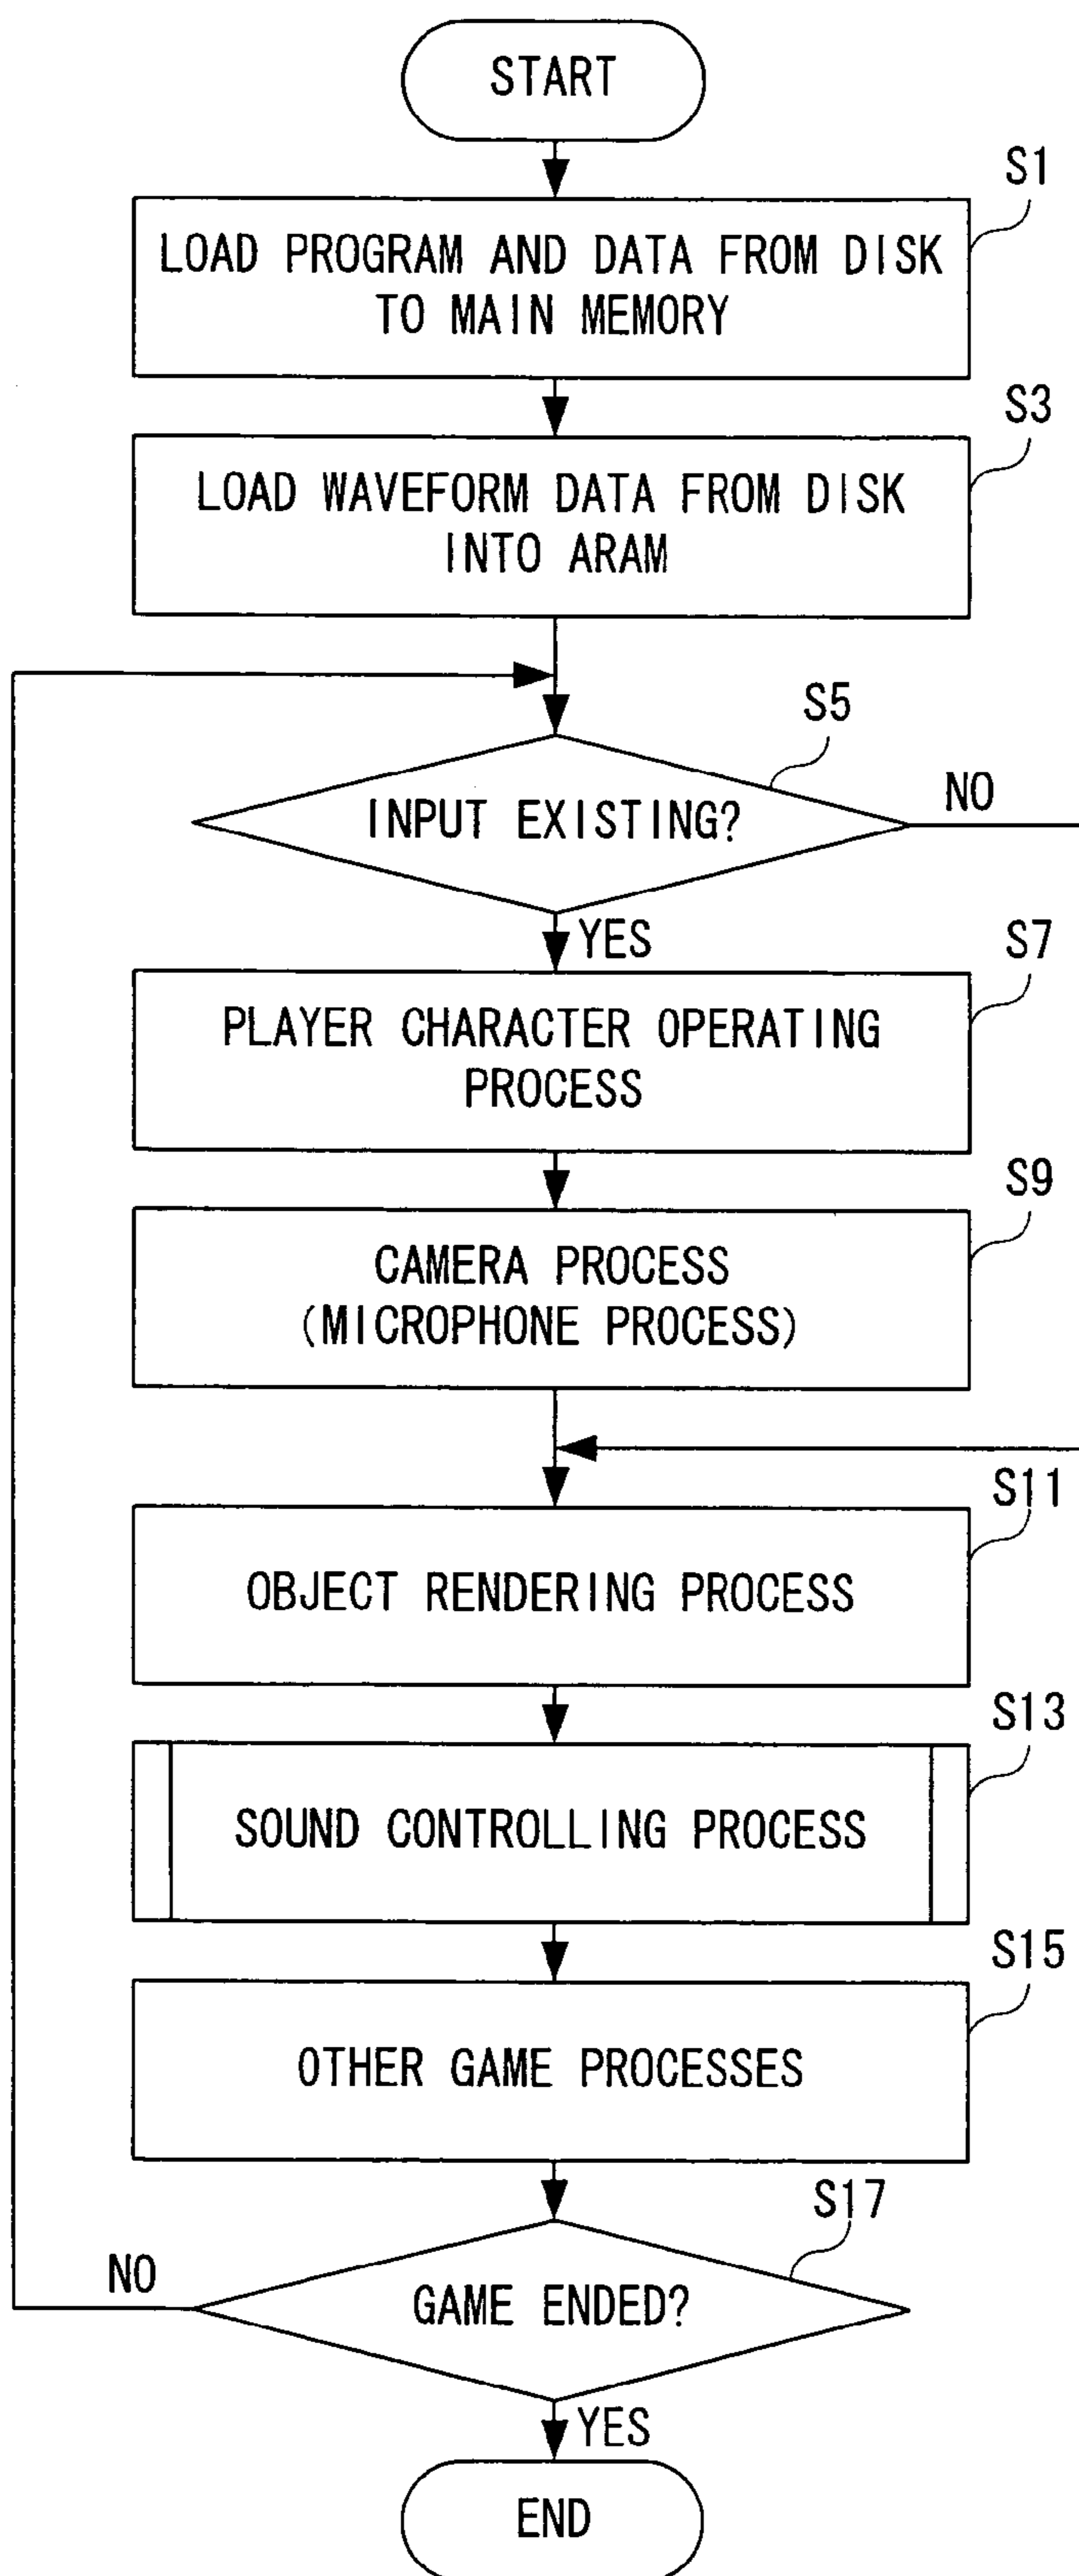 START
S1
LOAD PROGRAM AND DATA FROM DISK
TO MAIN MEMORY
S3
LOAD WAVEFORM DATA FROM DISK
INTO ARAM
S5
INPUT EXISTING?
NO
YES
S7
PLAYER CHARACTER OPERATING
PROCESS
S9
CAMERA PROCESS
(MICROPHONE PROCESS)
S11
OBJECT RENDERING PROCESS
S13
SOUND CONTROLLING PROCESS
S15
OTHER GAME PROCESSES
S17
NO
GAME ENDED?
YES
END